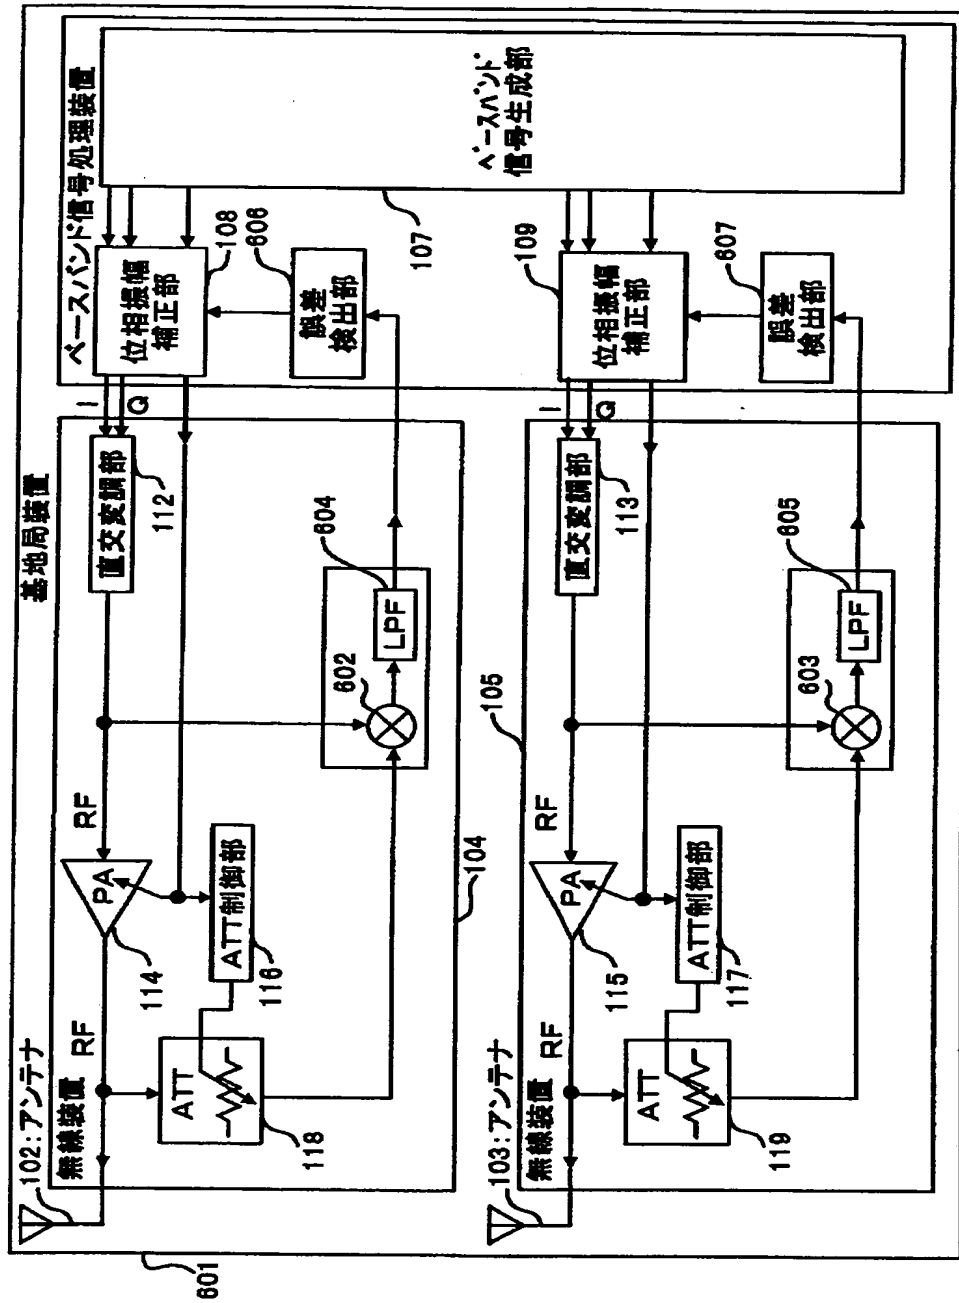 基地局装置
601
102:アンテナ
無線装置
RF
PA
114
RF
直交変調部
112
I
Q
ベースバンド信号処理装置
位相振幅
補正部
108
ベースバンド
信号生成部
107
ATT
118
ATT制御部
116
602
LPF
604
誤差
検出部
606
104
103:アンテナ
無線装置
RF
PA
115
RF
直交変調部
113
I
Q
位相振幅
補正部
109
ATT
119
ATT制御部
117
105
603
LPF
605
誤差
検出部
607